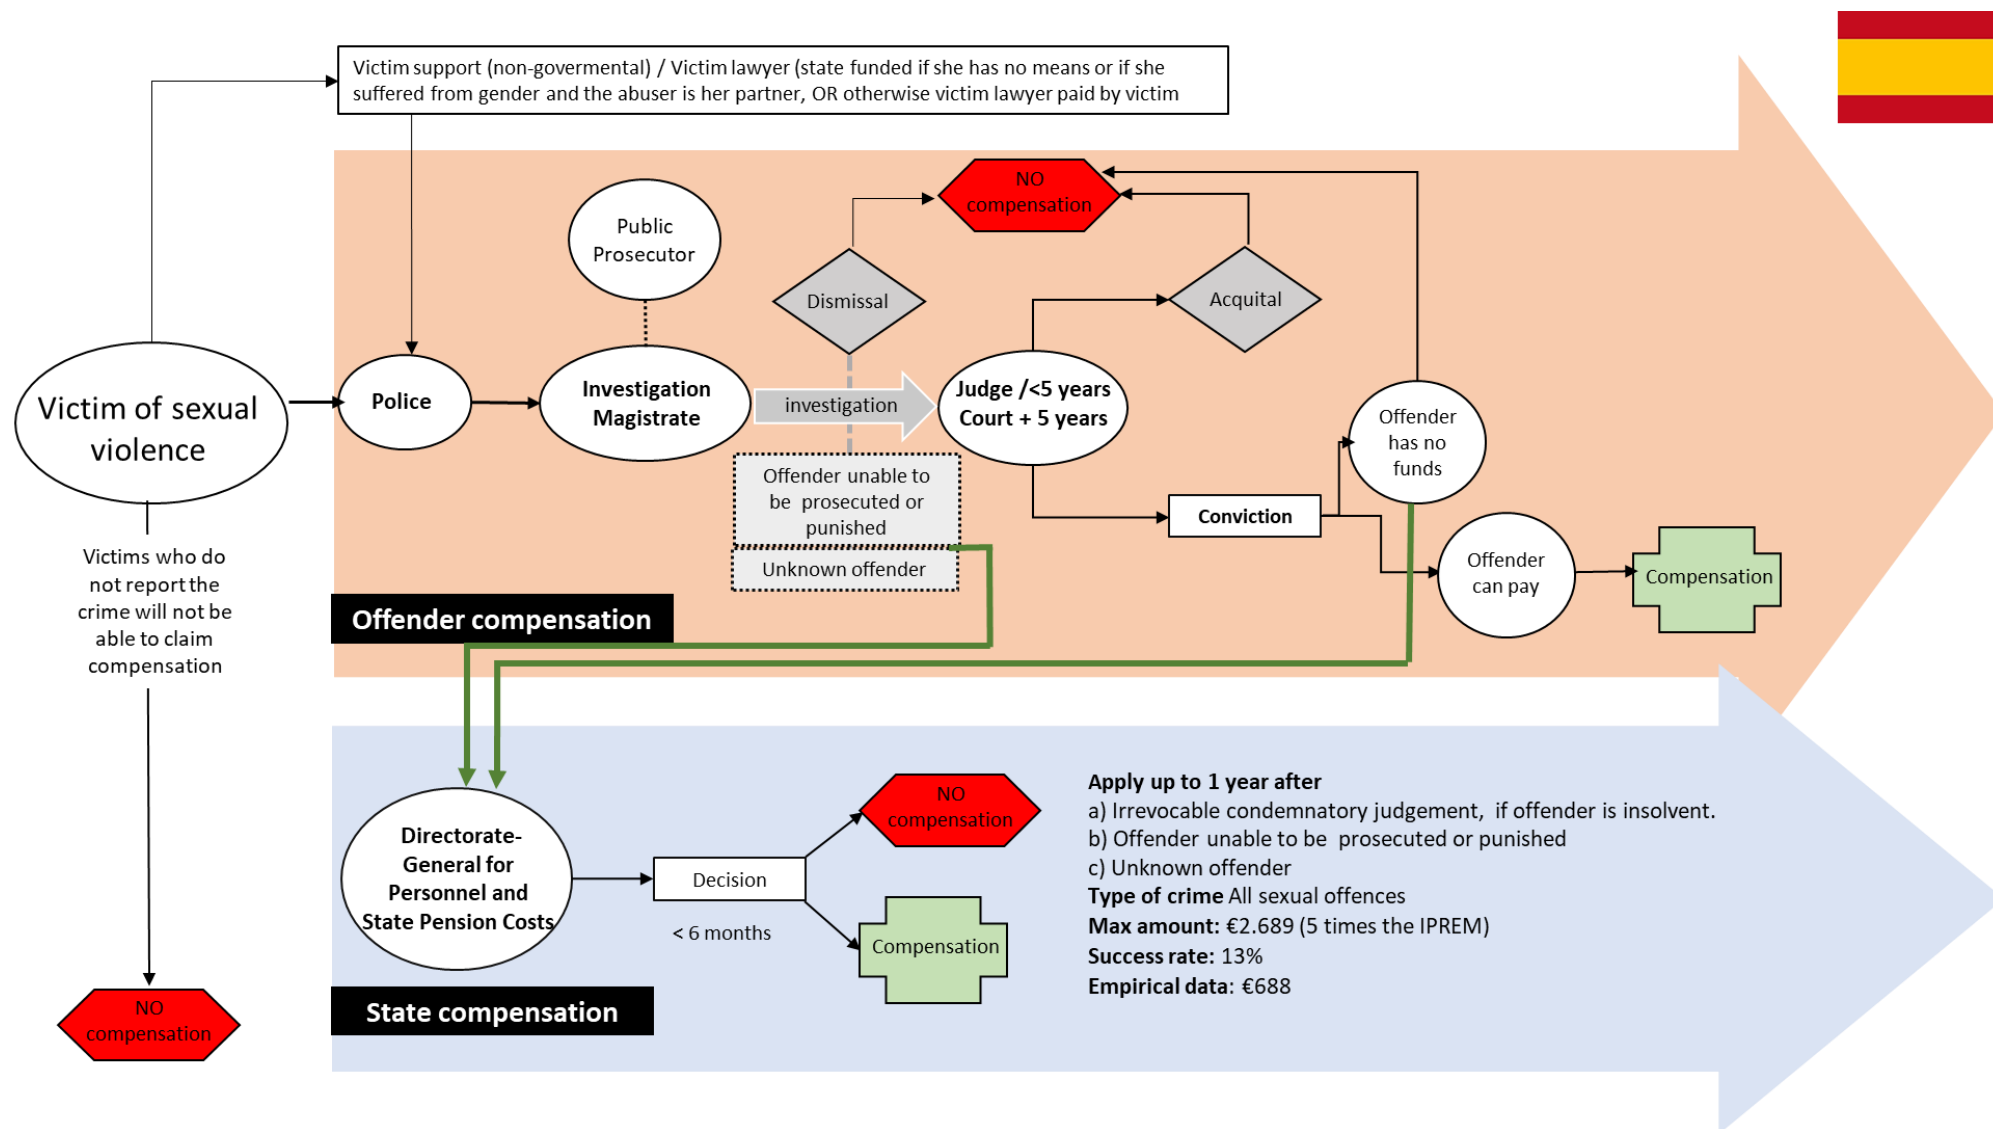 Victim support (non-govermental) / Victim lawyer (state funded if she has no means or if she
suffered from gender and the abuser is her partner, OR otherwise victim lawyer paid by victim
NO
compensation
Public
Prosecutor
Dismissal
Acquital
Victim of sexual
violence
Police
Investigation
Magistrate
investigation
Judge /<5 years
Court + 5 years
Offender
has no
funds
Offender unable to
be prosecuted or
punished
Unknown offender
Conviction
Offender
can pay
Compensation
Victims who do
not report the
crime will not be
able to claim
compensation
Offender compensation
NO
compensation
Directorate-
General for
Personnel and
State Pension Costs
Decision
< 6 months
NO
compensation
Compensation
Apply up to 1 year after
a) Irrevocable condemnatory judgement, if offender is insolvent.
b) Offender unable to be prosecuted or punished
c) Unknown offender
Type of crime All sexual offences
Max amount: €2.689 (5 times the IPREM)
Success rate: 13%
Empirical data: €688
State compensation